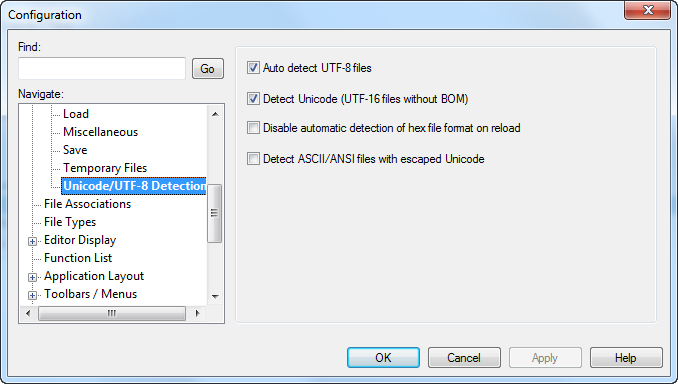 Configuration
Find:
Go
Navigate:
Load
Miscellaneous
Save
Temporary Files
Unicode/UTF-8 Detection
File Associations
File Types
Editor Display
Function List
Application Layout
Toolbars / Menus
Auto detect UTF-8 files
Detect Unicode (UTF-16 files without BOM)
Disable automatic detection of hex file format on reload
Detect ASCII/ANSI files with escaped Unicode
OK
Cancel
Apply
Help